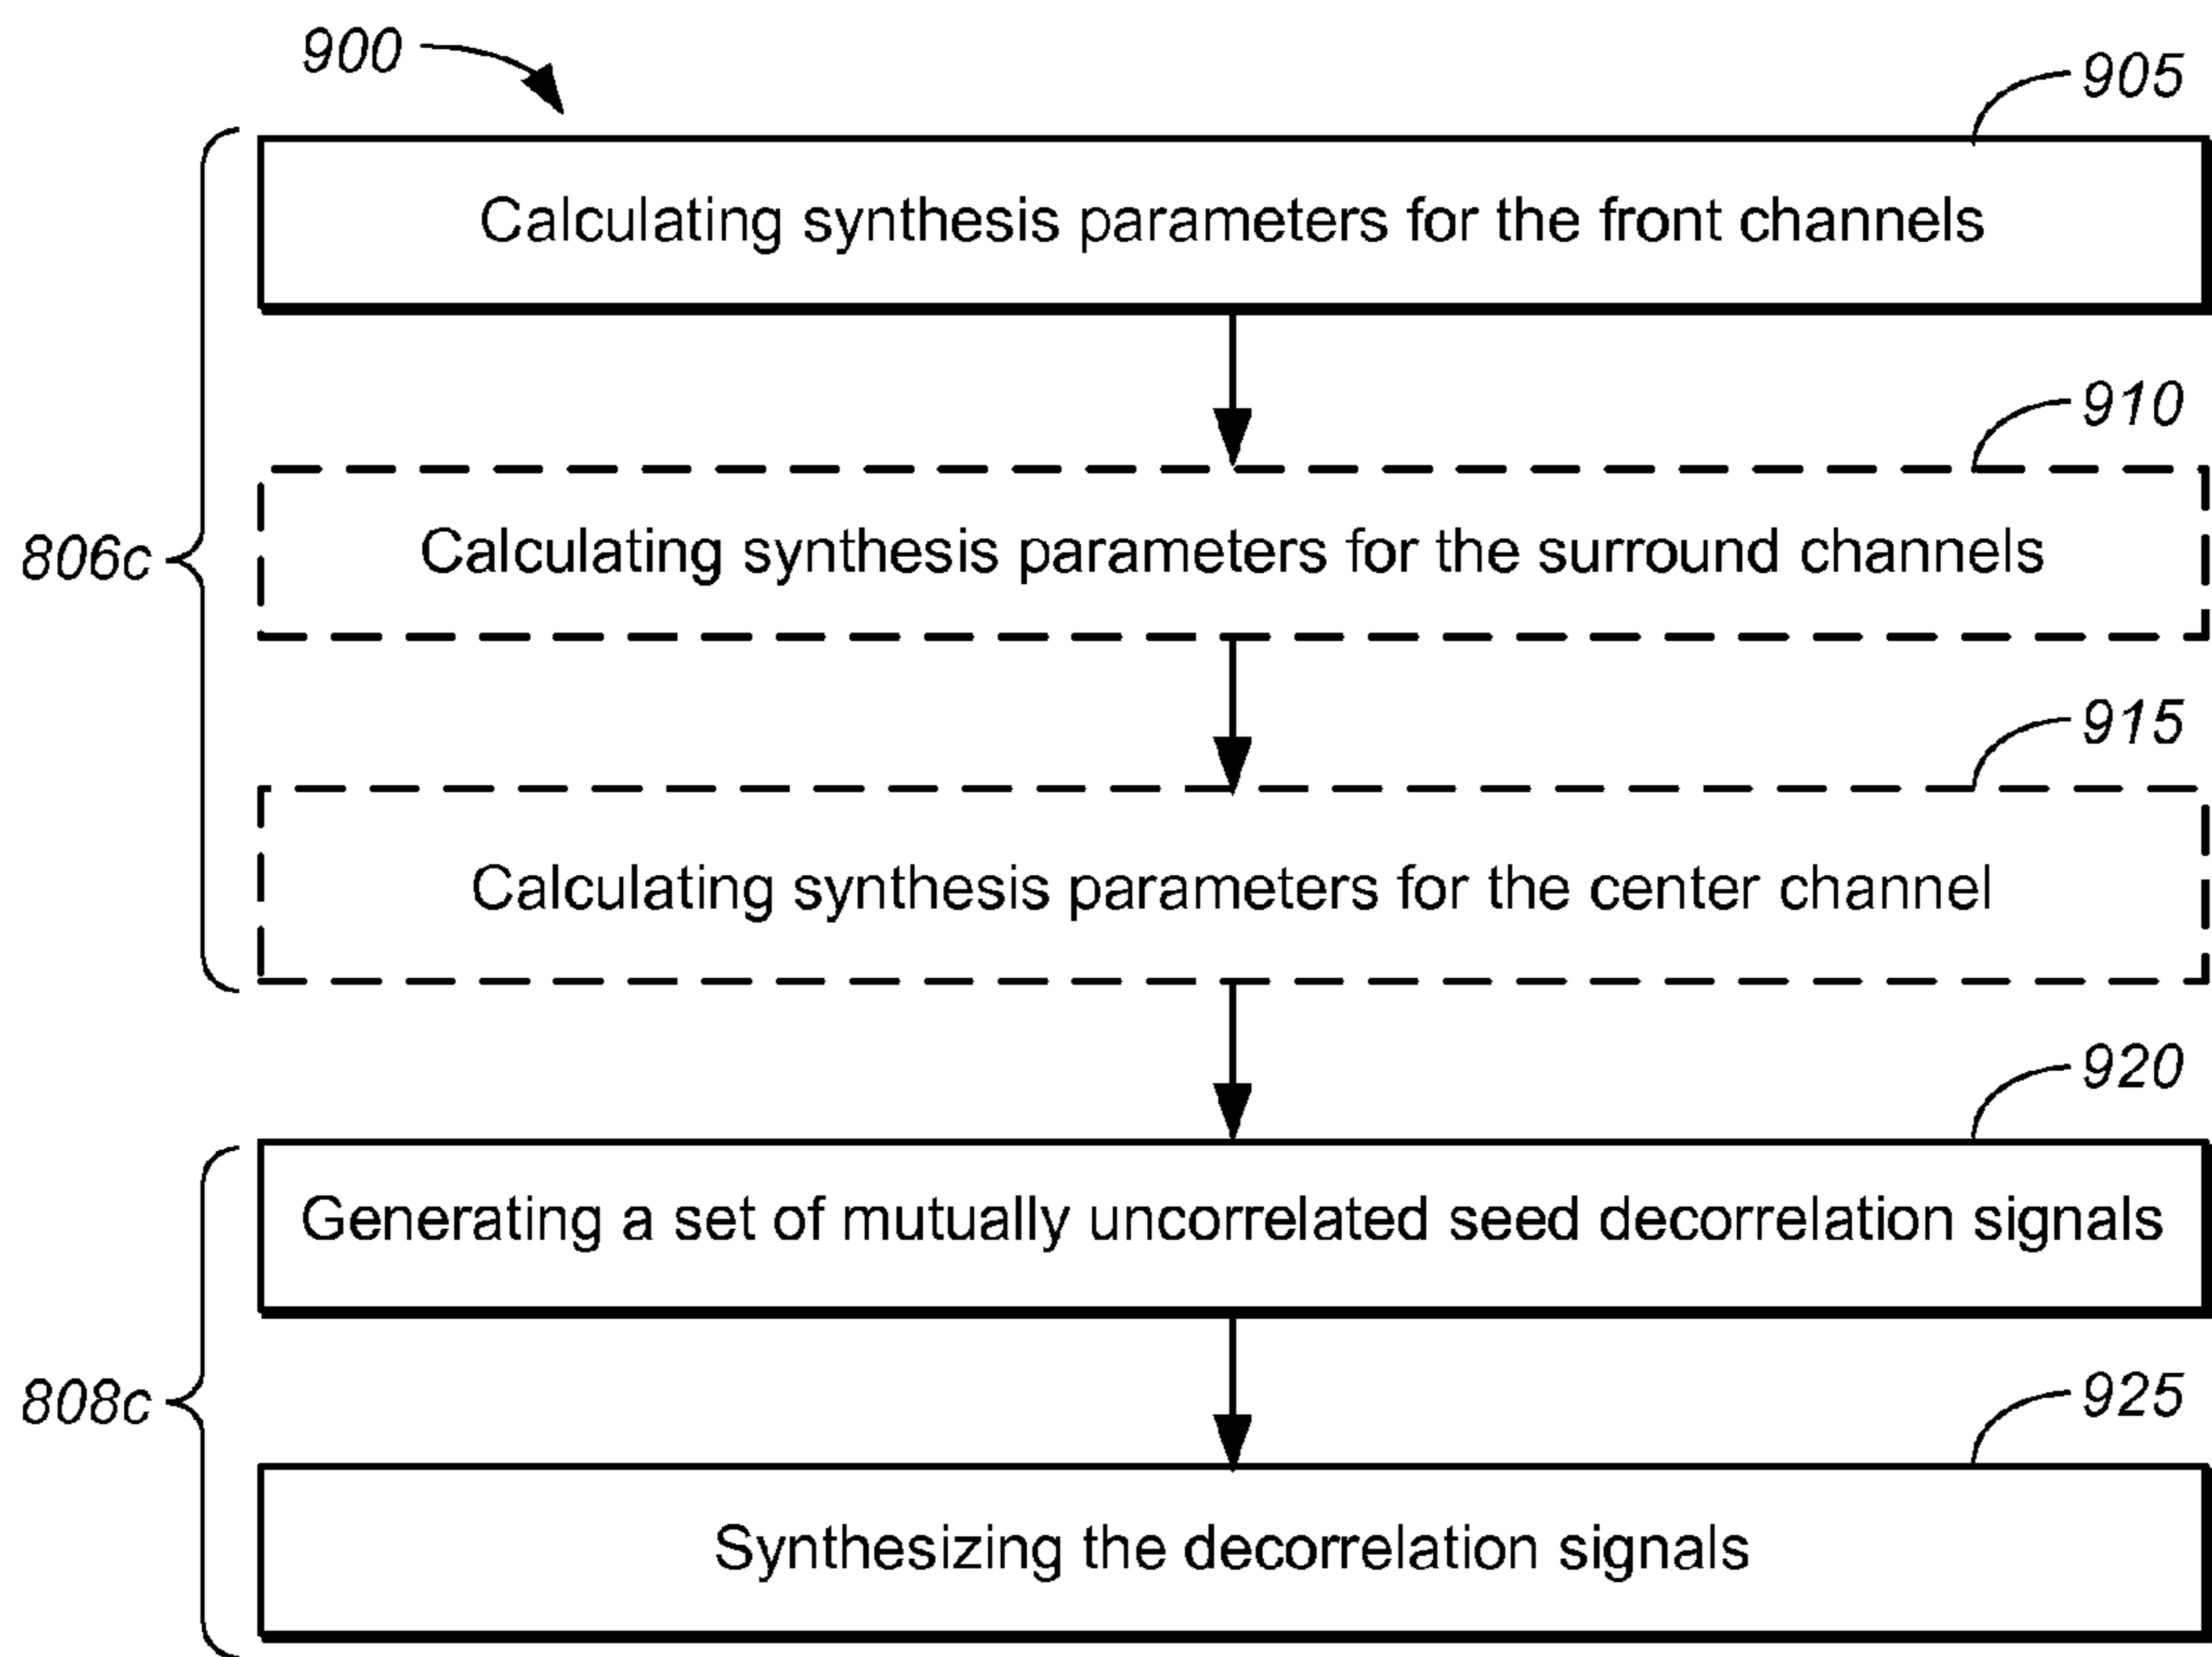 900
905
Calculating synthesis parameters for the front channels
910
806c
Calculating synthesis parameters for the surround channels
915
Calculating synthesis parameters for the center channel
920
Generating a set of mutually uncorrelated seed decorrelation signals
808c
925
Synthesizing the decorrelation signals